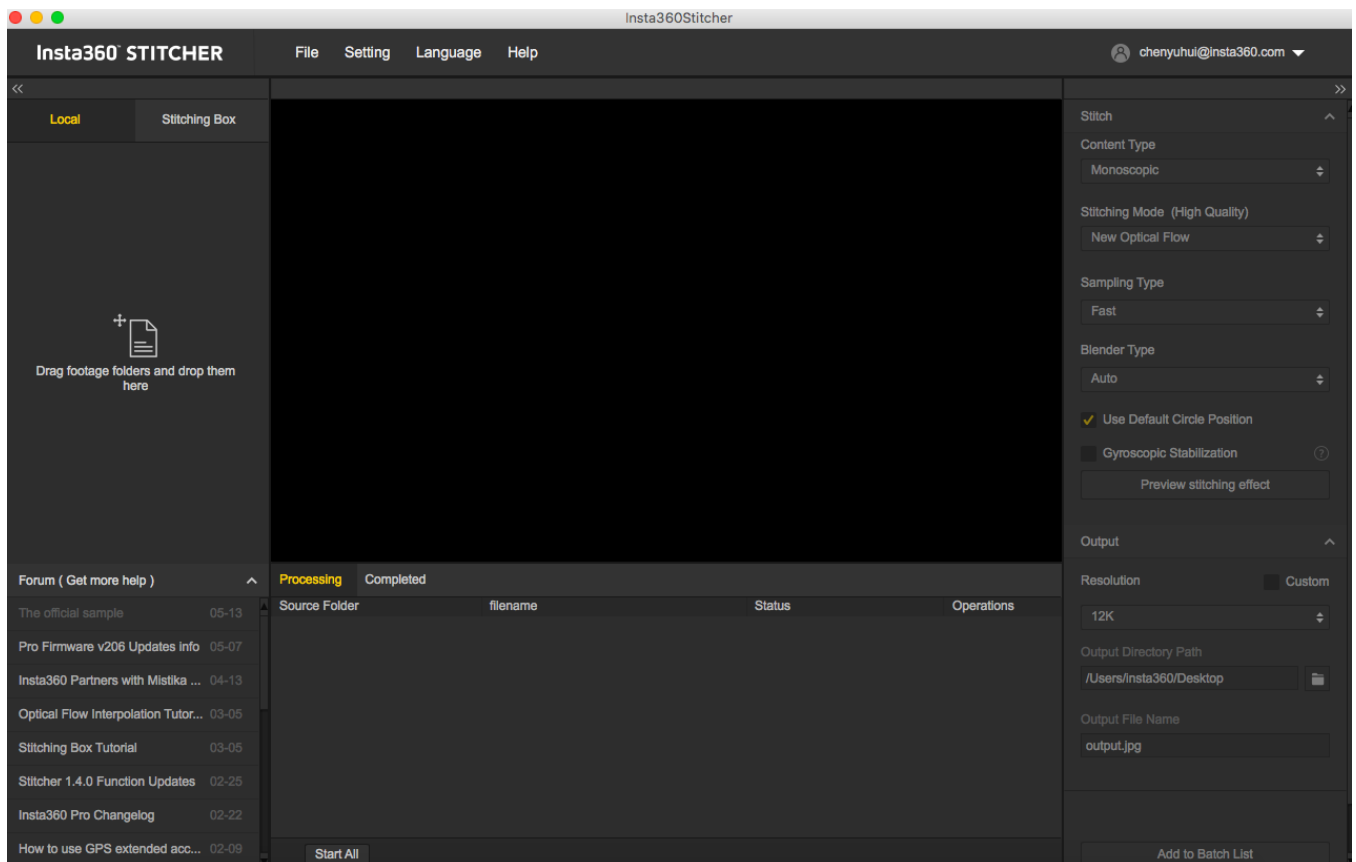 Insta360Stitcher
Insta360™ STITCHER
File
Setting
Language
Help
chenyuhui@insta360.com
Local
Stitching Box
Drag footage folders and drop them
here
Forum ( Get more help )
The official sample 05-13
Pro Firmware v206 Updates info 05-07
Insta360 Partners with Mistika ... 04-13
Optical Flow Interpolation Tutor... 03-05
Stitching Box Tutorial 03-05
Stitcher 1.4.0 Function Updates 02-25
Insta360 Pro Changelog 02-22
How to use GPS extended acc... 02-09
Processing
Completed
Source Folder
filename
Status
Operations
Start All
Stitch
Content Type
Monoscopic
Stitching Mode (High Quality)
New Optical Flow
Sampling Type
Fast
Blender Type
Auto
Use Default Circle Position
Gyroscopic Stabilization ?
Preview stitching effect
Output
Resolution
Custom
12K
Output Directory Path
/Users/insta360/Desktop
Output File Name
output.jpg
Add to Batch List